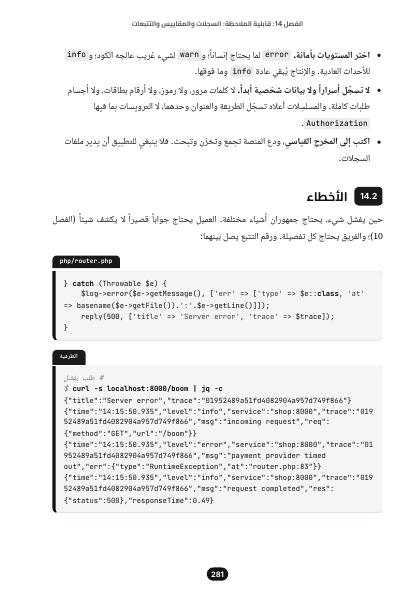 الفصل 14: قابلية الملاحظة: السجلات والمقاييس والتتبعات
• اختر المستويات بأمانة. error لما يحتاج إنساناً؛ و warn لشيء غريب عالجه الكود؛ و info
للأحداث العادية. والإنتاج يُبقي عادة info وما فوقها.
• لا تسجّل أسراراً ولا بيانات شخصية أبداً. لا كلمات مرور، ولا رموز، ولا أرقام بطاقات، ولا أجسام
طلبات كاملة. والمسلسلات أعلاه تسجّل الطريقة والعنوان وحدهما، لا الترويسات بما فيها
Authorization.
• اكتب إلى المخرج القياسي، ودع المنصة تجمع وتخزّن وتبحث. فلا ينبغي للتطبيق أن يدير ملفات
السجلات.
14.2 الأخطاء
حين يفشل شيء، يحتاج جمهوران أشياء مختلفة. العميل يحتاج جواباً قصيراً لا يكشف شيئاً (الفصل
10)؛ والفريق يحتاج كل تفصيلة. ورقم التتبع يصل بينهما:
php/router.php
} catch (Throwable $e) {
    $log->error($e->getMessage(), ['err' => ['type' => $e::class, 'at'
=> basename($e->getFile()).':'.$e->getLine()]]);
    reply(500, ['title' => 'Server error', 'trace' => $trace]);
}
الطرفية
# طلب يفشل
$ curl -s localhost:8000/boom | jq -c
{"title":"Server error","trace":"01952489a51fd4082904a957d749f866"}
{"time":"14:15:50.935","level":"info","service":"shop:8000","trace":"019
52489a51fd4082904a957d749f866","msg":"incoming request","req":
{"method":"GET","url":"/boom"}}
{"time":"14:15:50.935","level":"error","service":"shop:8000","trace":"01
952489a51fd4082904a957d749f866","msg":"payment provider timed
out","err":{"type":"RuntimeException","at":"router.php:83"}}
{"time":"14:15:50.935","level":"info","service":"shop:8000","trace":"019
52489a51fd4082904a957d749f866","msg":"request completed","res":
{"status":500},"responseTime":0.49}
281